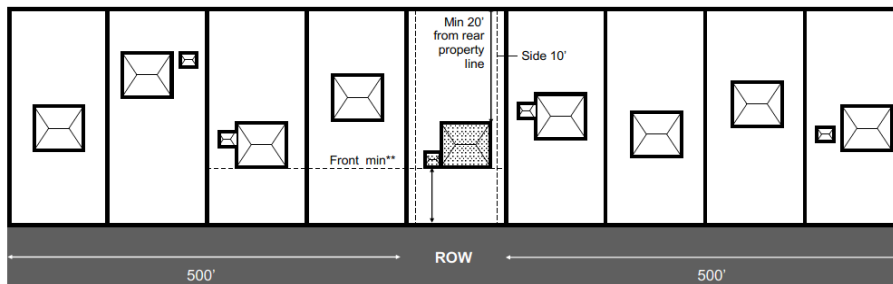 Min 20'
from rear
property
line
Side 10'
Front min**
ROW
500'
500'